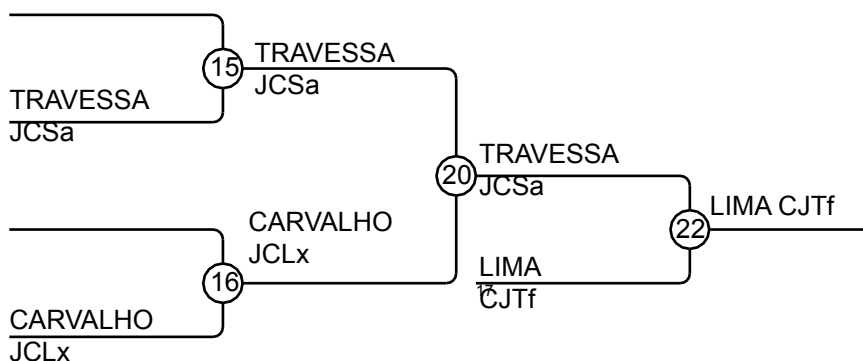 15
TRAVESSA
JCSa
TRAVESSA
JCSa
20
TRAVESSA
JCSa
22
LIMA CJTf
CARVALHO
JCLx
16
LIMA
17
CJTf
CARVALHO
JCLx